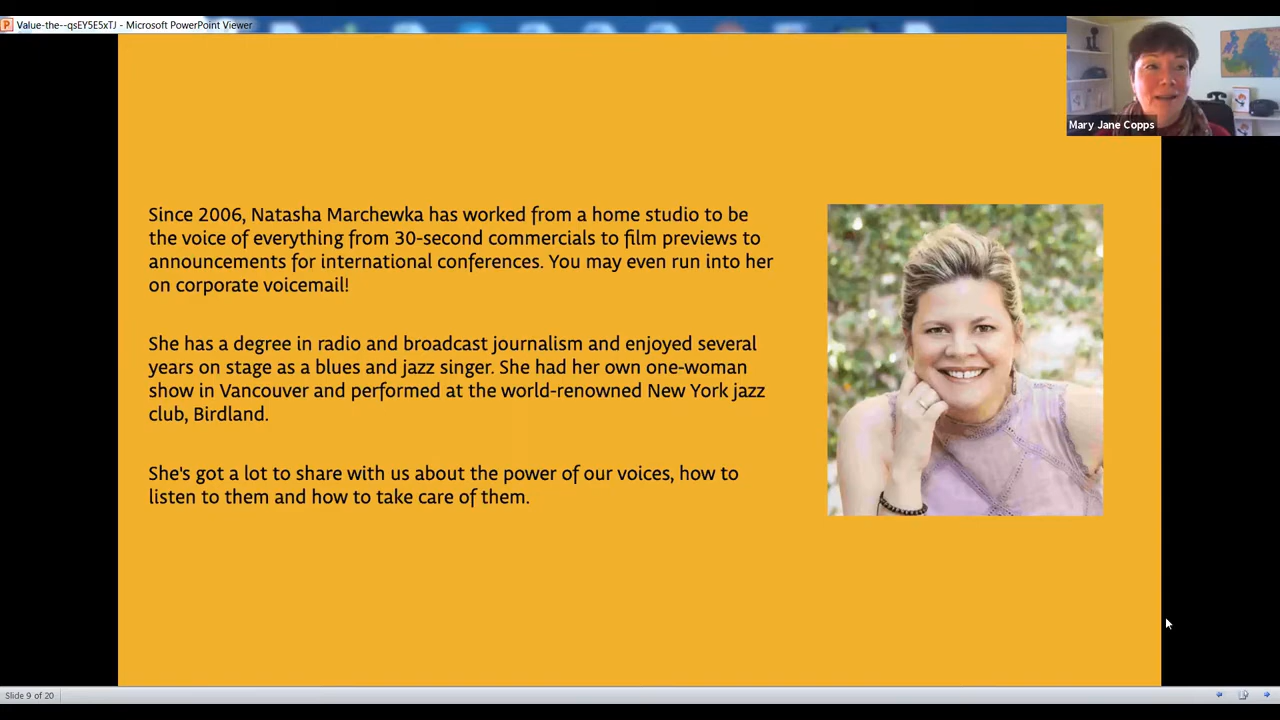 Value-the--qsEY5E5xTJ - Microsoft PowerPoint Viewer
Mary Jane Copps
Since 2006, Natasha Marchewka has worked from a home studio to be
the voice of everything from 30-second commercials to film previews to
announcements for international conferences. You may even run into her
on corporate voicemail!
She has a degree in radio and broadcast journalism and enjoyed several
years on stage as a blues and jazz singer. She had her own one-woman
show in Vancouver and performed at the world-renowned New York jazz
club, Birdland.
She's got a lot to share with us about the power of our voices, how to
listen to them and how to take care of them.
Slide 9 of 20